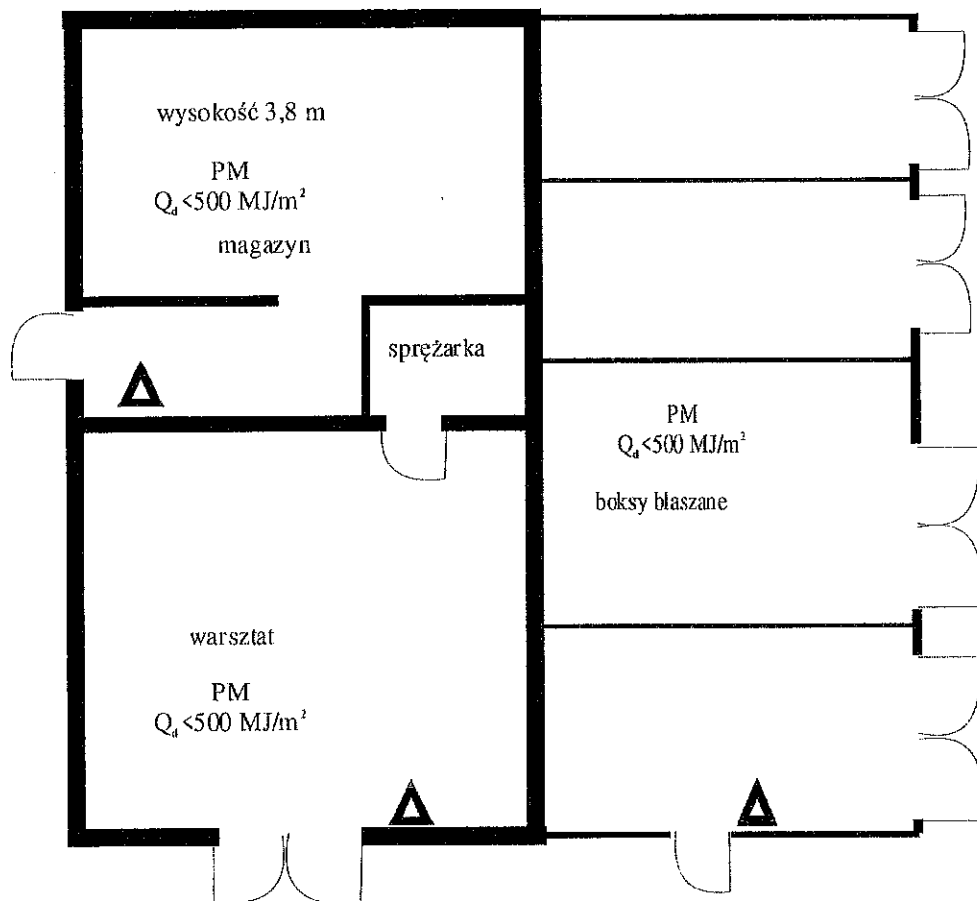 wysokość 3,8 m
PM
Qd<500 MJ/m²
magazyn
sprężarka
PM
Qd<500 MJ/m²
boksy blaszane
warsztat
PM
Qd<500 MJ/m²